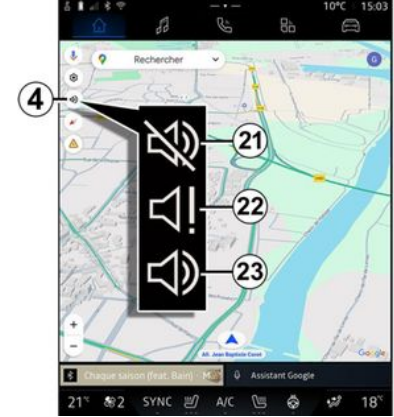 10°C 15:03
Rechercher
G
4
21
22
23
All. Jean Baptiste Corot
Google
Chaque saison (feat. Bain) - M
Assistant Google
21° 2 SYNC A/C 18°